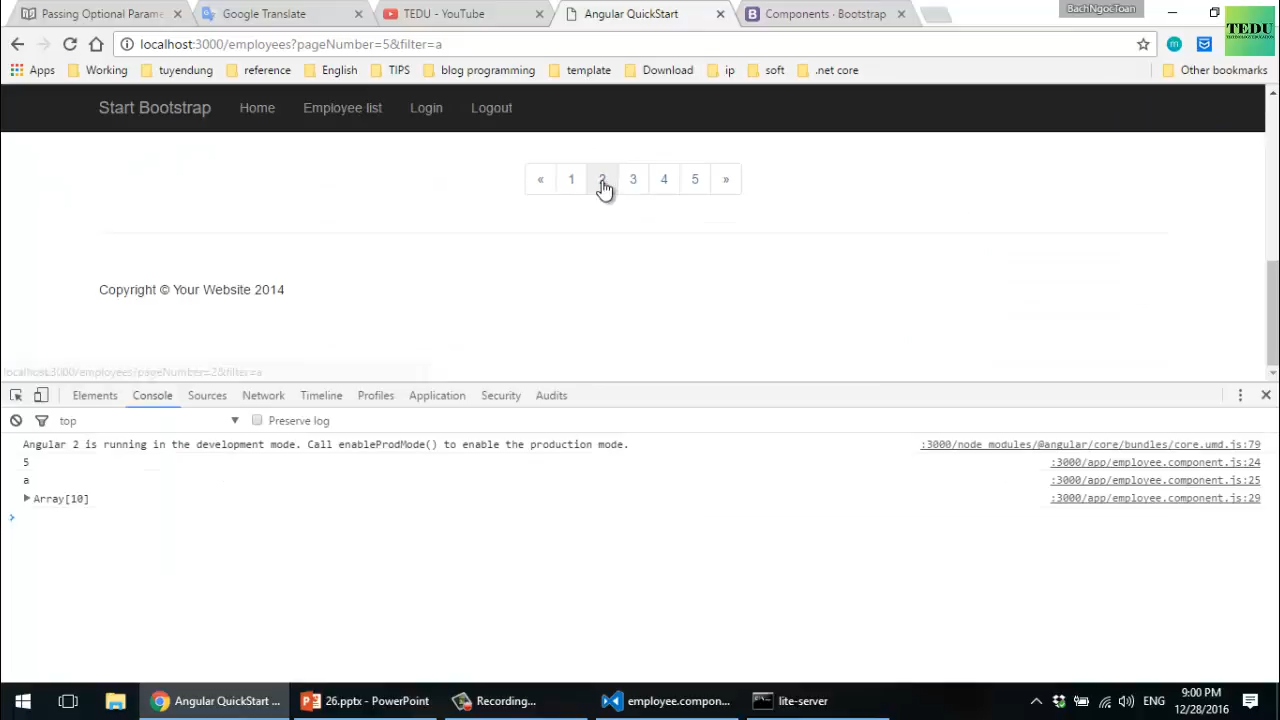 Passing Optional Parame
Google Translate
TEDU - YouTube
Angular QuickStart
Components · Bootstrap
BachNgocToan
TEDU
localhost:3000/employees?pageNumber=5&filter=a
Apps
Working
tuyendung
reference
English
TIPS
blog programming
template
Download
ip
soft
.net core
Other bookmarks
Start Bootstrap
Home
Employee list
Login
Logout
« 1 2 3 4 5 »
Copyright © Your Website 2014
localhost:3000/employees?pageNumber=2&filter=a
Elements Console Sources Network Timeline Profiles Application Security Audits
top
Preserve log
Angular 2 is running in the development mode. Call enableProdMode() to enable the production mode.
:3000/node_modules/@angular/core/bundles/core.umd.js:79
5
:3000/app/employee.component.js:24
a
:3000/app/employee.component.js:25
Array[10]
:3000/app/employee.component.js:29
Angular QuickStart ...
26.pptx - PowerPoint
Recording...
employee.compon...
lite-server
ENG
9:00 PM
12/28/2016